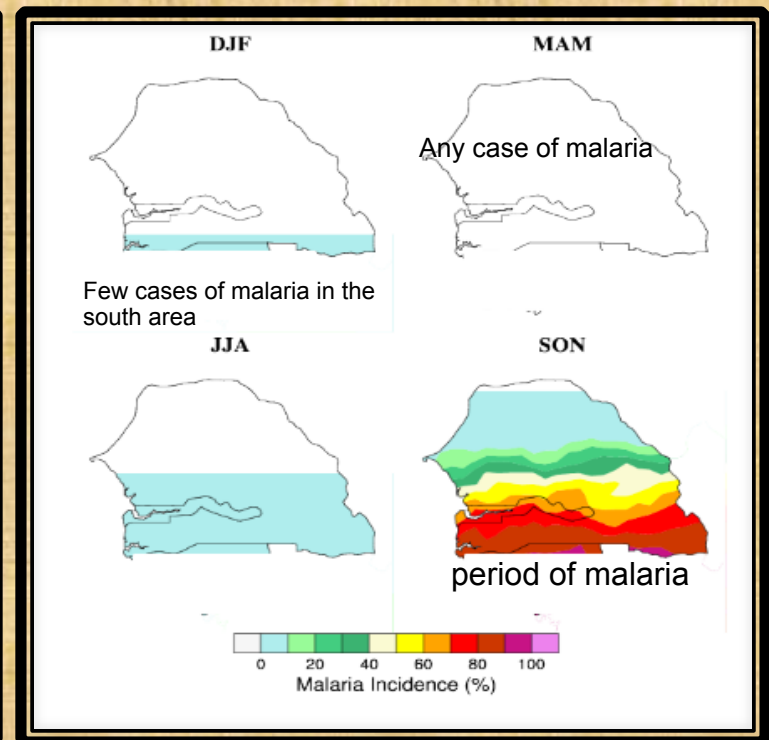 DJF
MAM
Any case of malaria
Few cases of malaria in the
south area
JJA
SON
period of malaria
0 20 40 60 80 100
Malaria Incidence (%)